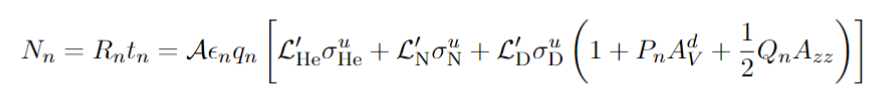 $N_n = R_n t_n = \mathcal{A}\epsilon_n q_n \left[ \mathcal{L}'_{\mathrm{He}} \sigma^u_{\mathrm{He}} + \mathcal{L}'_{\mathrm{N}} \sigma^u_{\mathrm{N}} + \mathcal{L}'_{\mathrm{D}} \sigma^u_{\mathrm{D}} \left( 1 + P_n A^d_V + \frac{1}{2} Q_n A_{zz} \right) \right]$